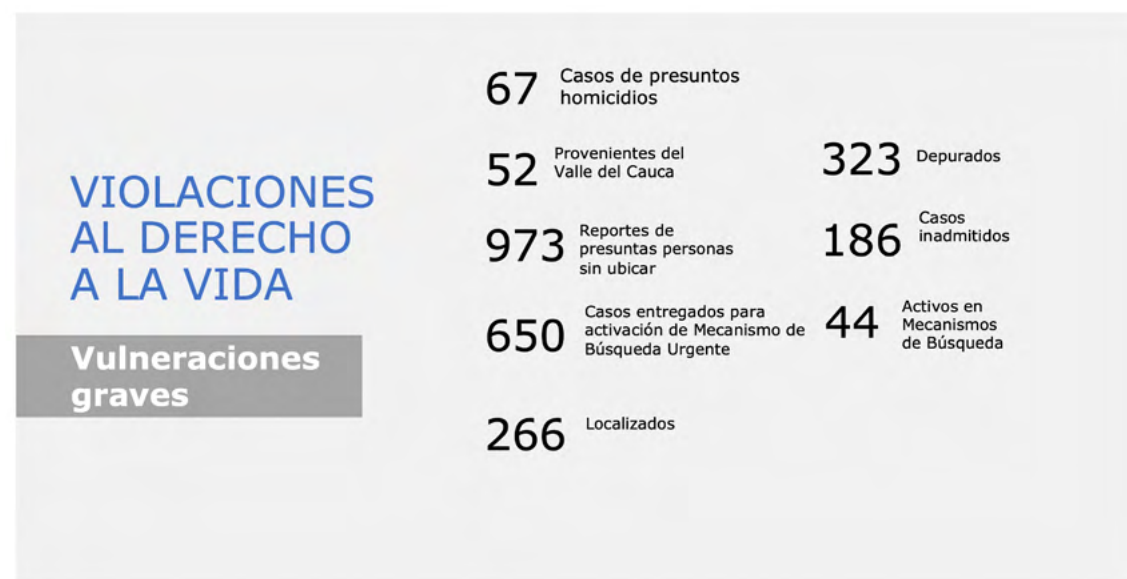 VIOLACIONES
AL DERECHO
A LA VIDA
Vulneraciones
graves
67 Casos de presuntos
homicidios
52 Provenientes del
Valle del Cauca
973 Reportes de
presuntas personas
sin ubicar
650 Casos entregados para
activación de Mecanismo de
Búsqueda Urgente
266 Localizados
323 Depurados
186 Casos
inadmitidos
44 Activos en
Mecanismos
de Búsqueda